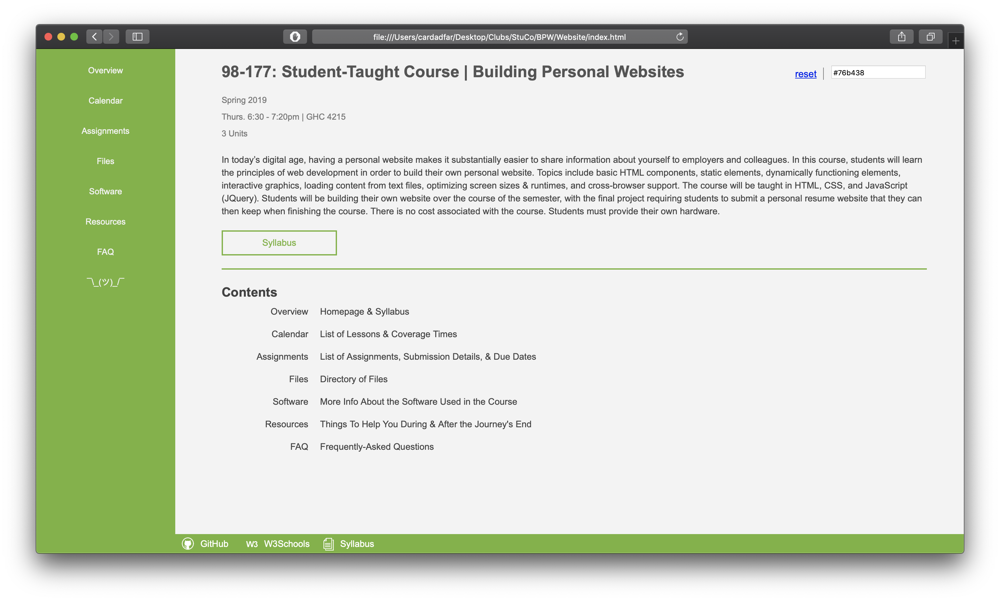 file:///Users/cardadfar/Desktop/Clubs/StuCo/BPW/Website/index.html
Overview
Calendar
Assignments
Files
Software
Resources
FAQ
¯\_(ツ)_/¯
98-177: Student-Taught Course | Building Personal Websites
reset | #76b438
Spring 2019
Thurs. 6:30 - 7:20pm | GHC 4215
3 Units
In today’s digital age, having a personal website makes it substantially easier to share information about yourself to employers and colleagues. In this course, students will learn
the principles of web development in order to build their own personal website. Topics include basic HTML components, static elements, dynamically functioning elements,
interactive graphics, loading content from text files, optimizing screen sizes & runtimes, and cross-browser support. The course will be taught in HTML, CSS, and JavaScript
(JQuery). Students will be building their own website over the course of the semester, with the final project requiring students to submit a personal resume website that they can
then keep when finishing the course. There is no cost associated with the course. Students must provide their own hardware.
Syllabus
Contents
Overview Homepage & Syllabus
Calendar List of Lessons & Coverage Times
Assignments List of Assignments, Submission Details, & Due Dates
Files Directory of Files
Software More Info About the Software Used in the Course
Resources Things To Help You During & After the Journey's End
FAQ Frequently-Asked Questions
GitHub W3 W3Schools Syllabus